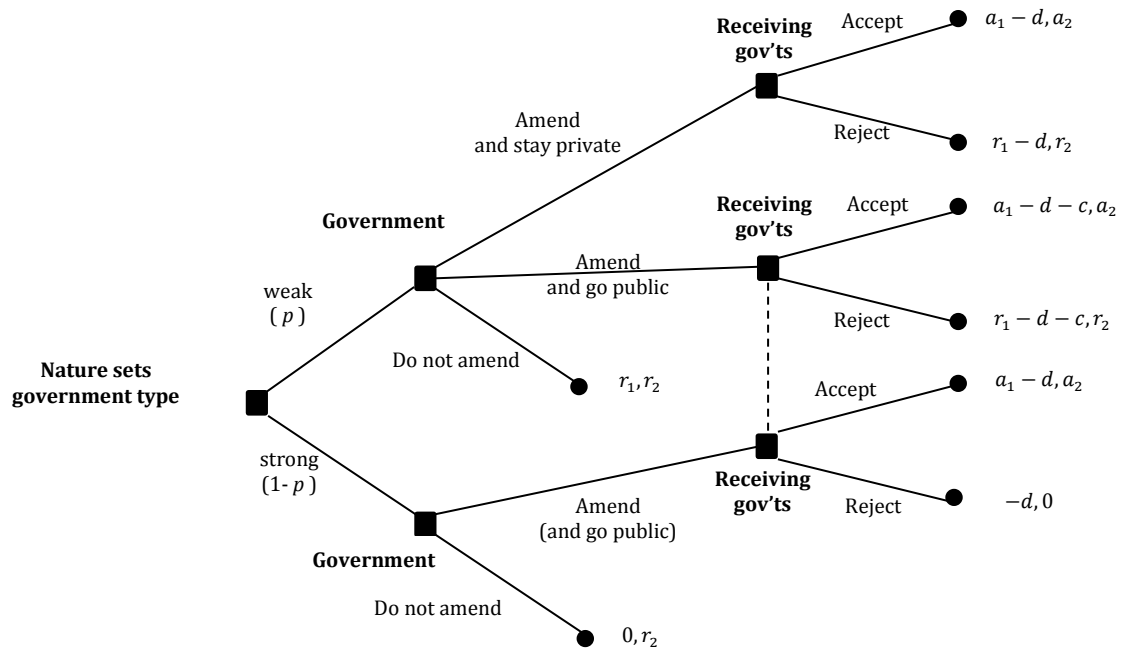 Receiving
gov'ts
Accept
a₁ − d, a₂
Reject
r₁ − d, r₂
Amend
and stay private
Government
Receiving
gov'ts
Accept
a₁ − d − c, a₂
Amend
and go public
Reject
r₁ − d − c, r₂
weak
( p )
Do not amend
r₁, r₂
Nature sets
government type
Accept
a₁ − d, a₂
strong
(1- p )
Receiving
gov'ts
Reject
−d, 0
Amend
(and go public)
Government
Do not amend
0, r₂